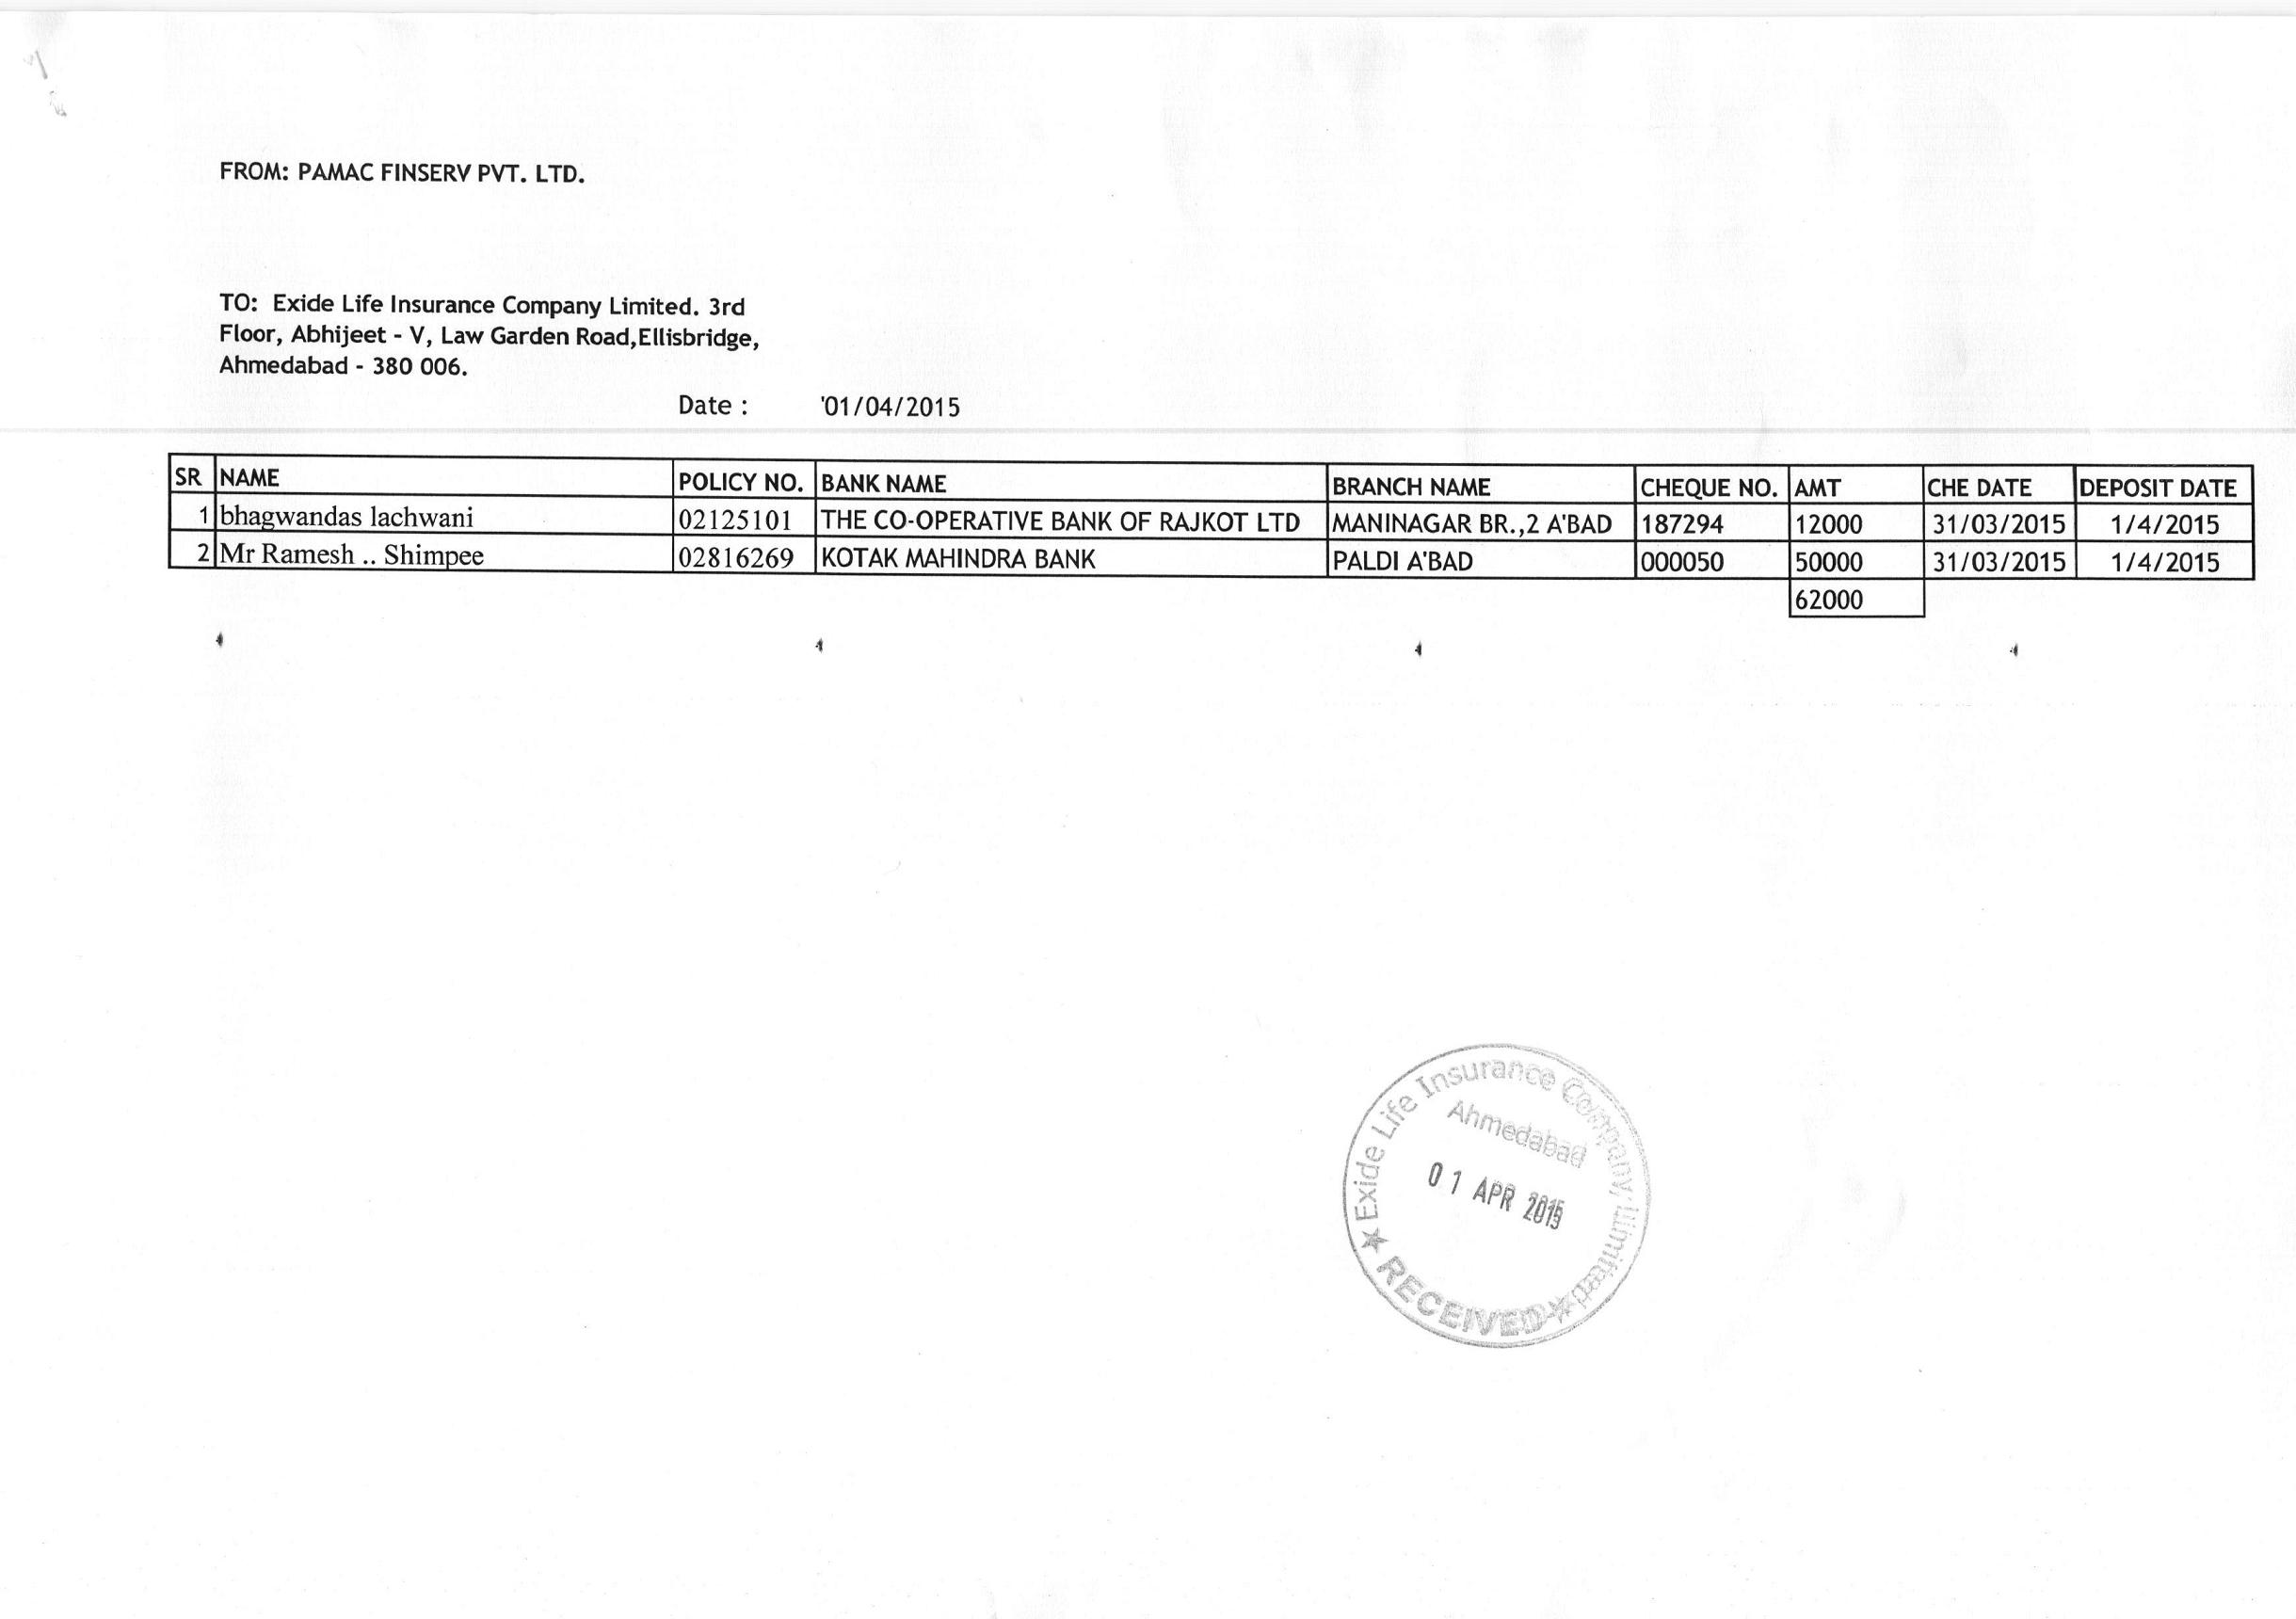 FROM: PAMAC FINSERV PVT. LTD.
TO: Exide Life Insurance Company Limited. 3rd
Floor, Abhijeet - V, Law Garden Road,Ellisbridge,
Ahmedabad - 380 006.
Date : '01/04/2015
SR NAME POLICY NO. BANK NAME BRANCH NAME CHEQUE NO. AMT CHE DATE DEPOSIT DATE
1 bhagwandas lachwani 02125101 THE CO-OPERATIVE BANK OF RAJKOT LTD MANINAGAR BR.,2 A'BAD 187294 12000 31/03/2015 1/4/2015
2 Mr Ramesh .. Shimpee 02816269 KOTAK MAHINDRA BANK PALDI A'BAD 000050 50000 31/03/2015 1/4/2015
62000
Exide Life Insurance Company Limited
Ahmedabad
01 APR 2015
★ RECEIVED ★